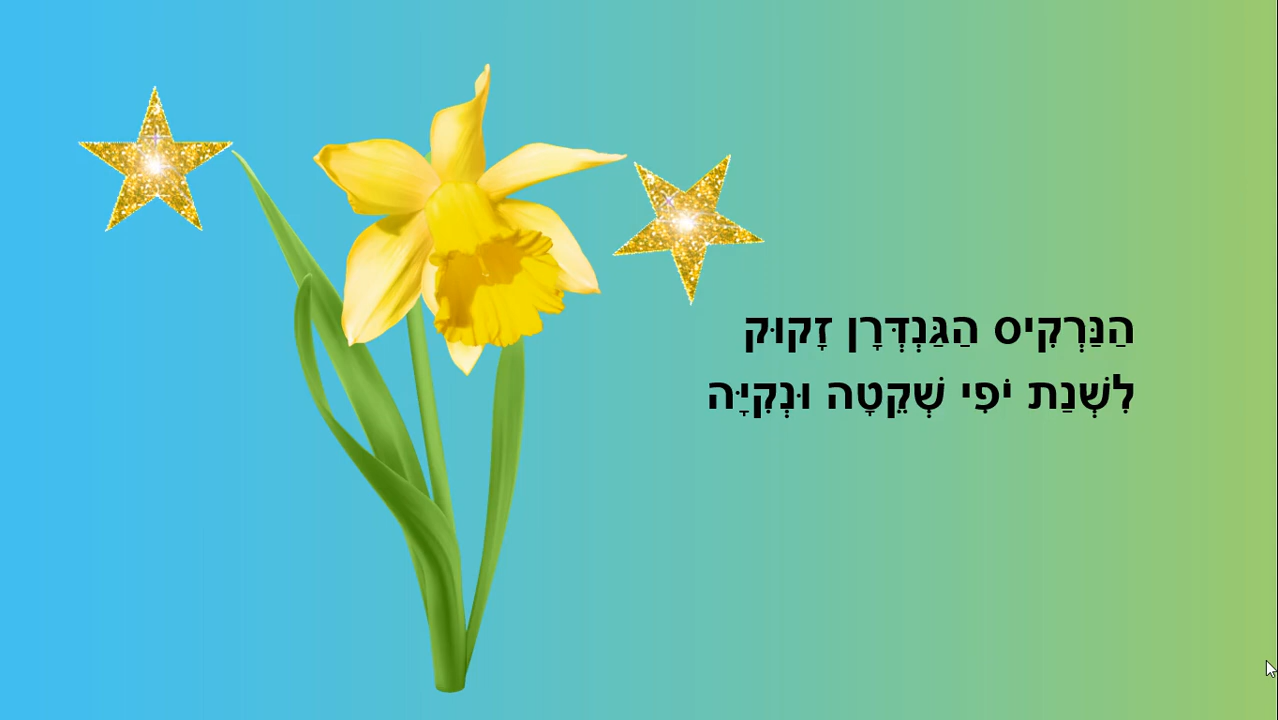 הַנַּרְקִיס הַגַּנְדְּרָן זָקוּק
לִשְׁנַת יֹפִי שְׁקֵטָה וּנְקִיָּה